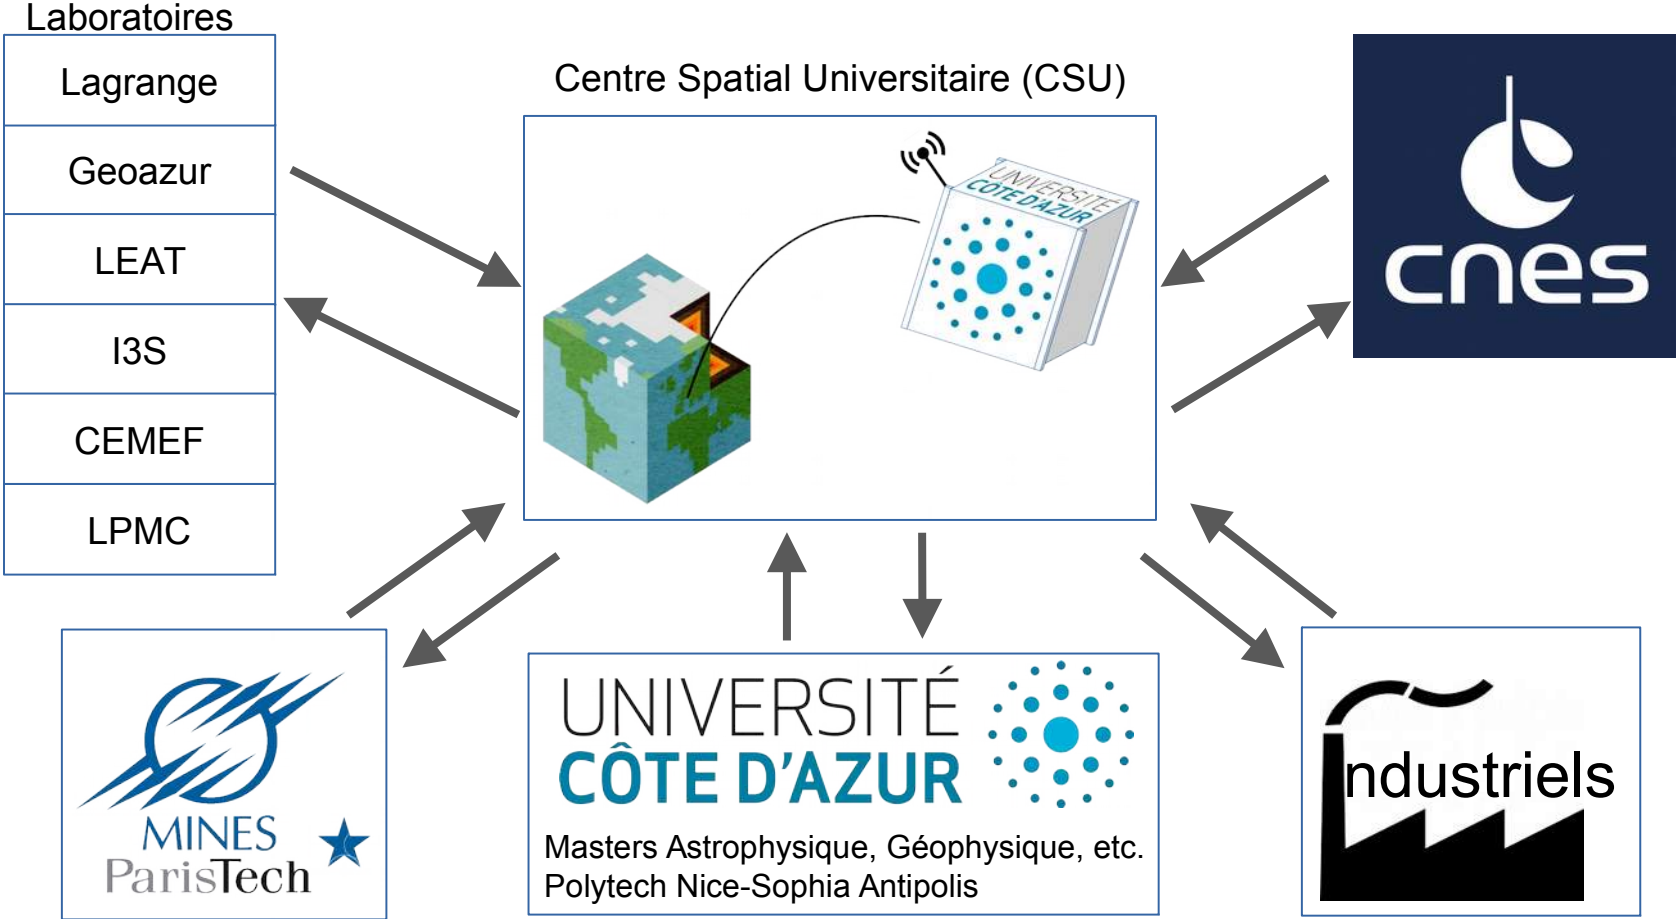 Laboratoires
Lagrange
Geoazur
LEAT
I3S
CEMEF
LPMC
Centre Spatial Universitaire (CSU)
UNIVERSITÉ
CÔTE D'AZUR
cnes
MINES
ParisTech
UNIVERSITÉ
CÔTE D'AZUR
Masters Astrophysique, Géophysique, etc.
Polytech Nice-Sophia Antipolis
Industriels